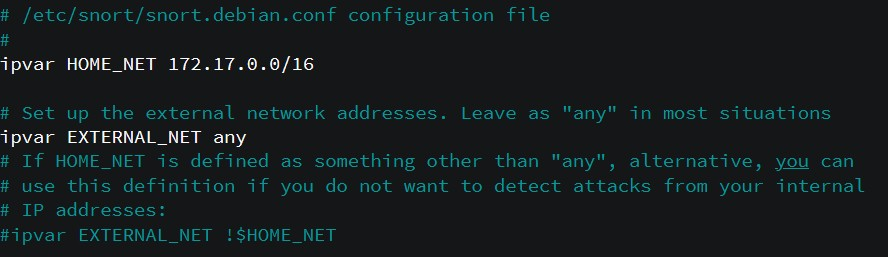 # /etc/snort/snort.debian.conf configuration file
#
ipvar HOME_NET 172.17.0.0/16
# Set up the external network addresses. Leave as "any" in most situations
ipvar EXTERNAL_NET any
# If HOME_NET is defined as something other than "any", alternative, you can
# use this definition if you do not want to detect attacks from your internal
# IP addresses:
#ipvar EXTERNAL_NET !$HOME_NET